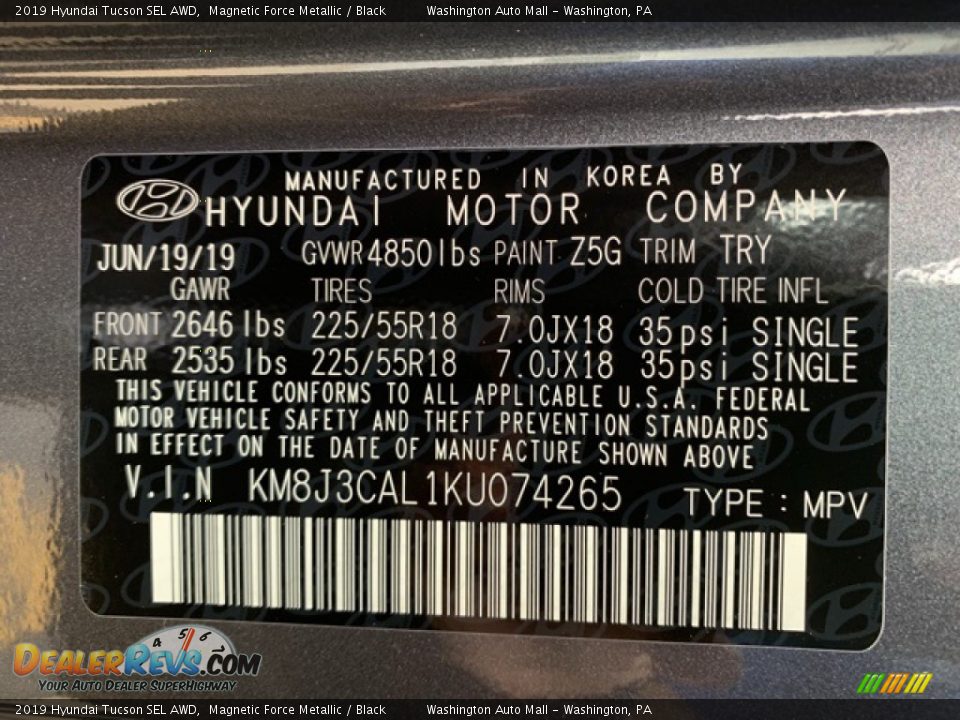 2019 Hyundai Tucson SEL AWD, Magnetic Force Metallic / Black Washington Auto Mall - Washington, PA
MANUFACTURED IN KOREA BY
HYUNDAI MOTOR COMPANY
JUN/19/19 GVWR 4850lbs PAINT Z5G TRIM TRY
GAWR TIRES RIMS COLD TIRE INFL
FRONT 2646 lbs 225/55R18 7.0JX18 35psi SINGLE
REAR 2535 lbs 225/55R18 7.0JX18 35psi SINGLE
THIS VEHICLE CONFORMS TO ALL APPLICABLE U.S.A. FEDERAL
MOTOR VEHICLE SAFETY AND THEFT PREVENTION STANDARDS
IN EFFECT ON THE DATE OF MANUFACTURE SHOWN ABOVE
V.I.N KM8J3CAL1KU074265 TYPE : MPV
4 5 6
DealerRevs.com
Your Auto Dealer SuperHighway
2019 Hyundai Tucson SEL AWD, Magnetic Force Metallic / Black Washington Auto Mall - Washington, PA